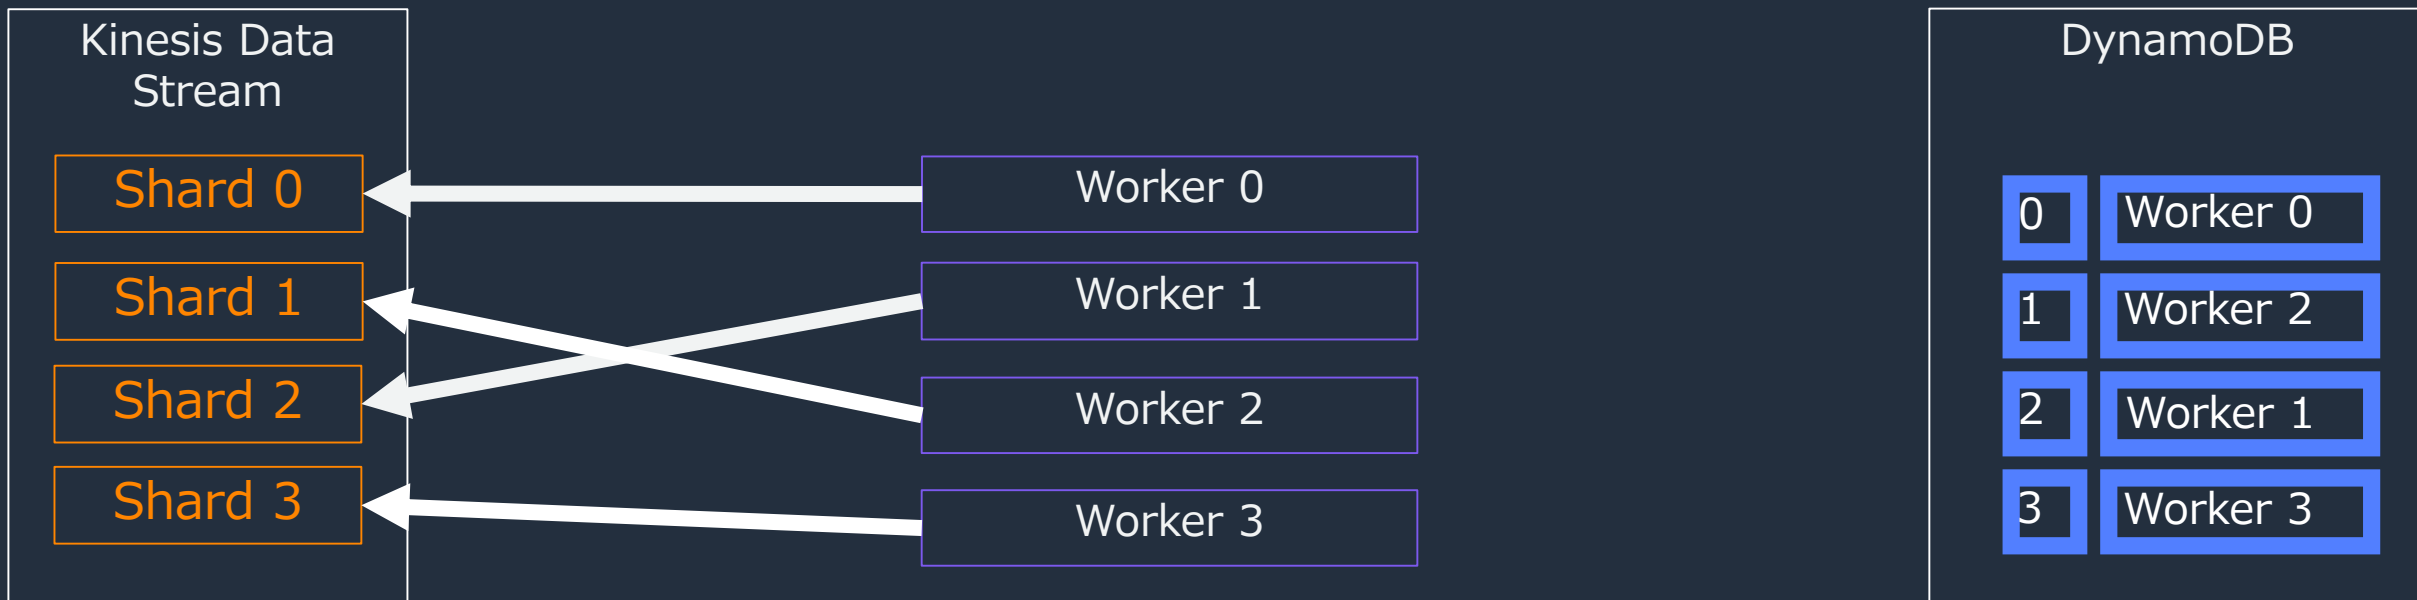 Kinesis Data
Stream
Shard 0
Shard 1
Shard 2
Shard 3
Worker 0
Worker 1
Worker 2
Worker 3
DynamoDB
0 Worker 0
1 Worker 2
2 Worker 1
3 Worker 3